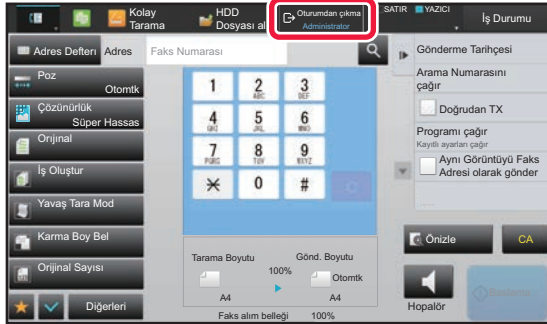 Kolay
Tarama
HDD
Dosyası al
Oturumdan çıkma
Administrator
SATIR
YAZICI
İş Durumu
Adres Defteri
Adres
Faks Numarası
Gönderme Tarihçesi
Poz
Otomtk
Çözünürlük
Süper Hassas
Orijinal
İş Oluştur
Yavaş Tara Mod
Karma Boy Bel
Orijinal Sayısı
Diğerleri
1
2
ABC
3
DEF
4
GHI
5
JKL
6
MNO
7
PQRS
8
TUV
9
WXYZ
0
#
Arama Numarasını
çağır
Doğrudan TX
Programı çağır
Kayıtlı ayarları çağır
Aynı Görüntüyü Faks
Adresi olarak gönder
Tarama Boyutu
Gönd. Boyutu
100%
Otomtk
A4
A4
Faks alım belleği
100%
Önizle
CA
Hopalör